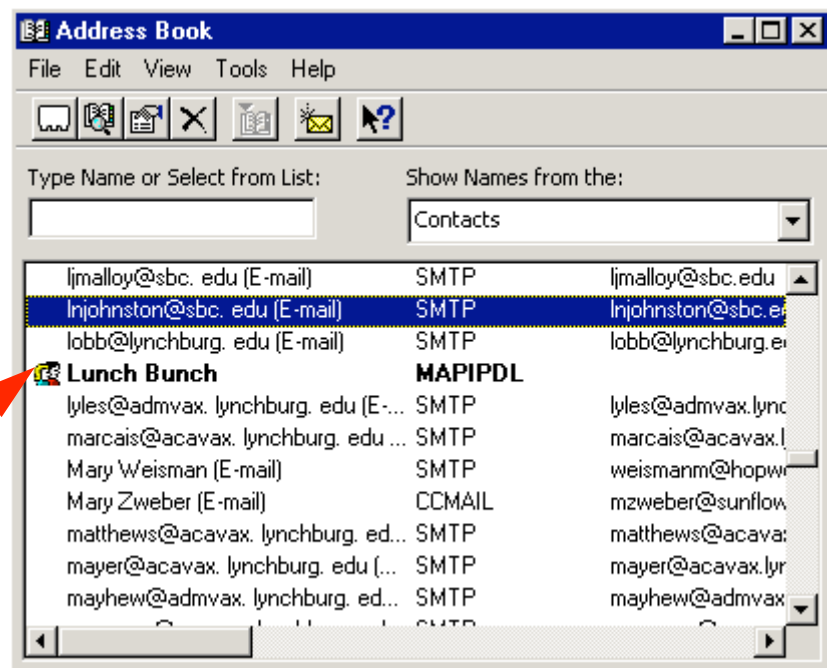 Address Book
File Edit View Tools Help
Type Name or Select from List: Show Names from the:
Contacts
ljmalloy@sbc. edu (E-mail) SMTP ljmalloy@sbc.edu
lnjohnston@sbc. edu (E-mail) SMTP lnjohnston@sbc.e
lobb@lynchburg. edu (E-mail) SMTP lobb@lynchburg.e
Lunch Bunch MAPIPDL
lyles@admvax. lynchburg. edu (E-... SMTP lyles@admvax.lync
marcais@acavax. lynchburg. edu ... SMTP marcais@acavax.l
Mary Weisman (E-mail) SMTP weismanm@hopw
Mary Zweber (E-mail) CCMAIL mzweber@sunflow
matthews@acavax. lynchburg. ed... SMTP matthews@acava
mayer@acavax. lynchburg. edu (... SMTP mayer@acavax.lyn
mayhew@admvax. lynchburg. ed... SMTP mayhew@admvax